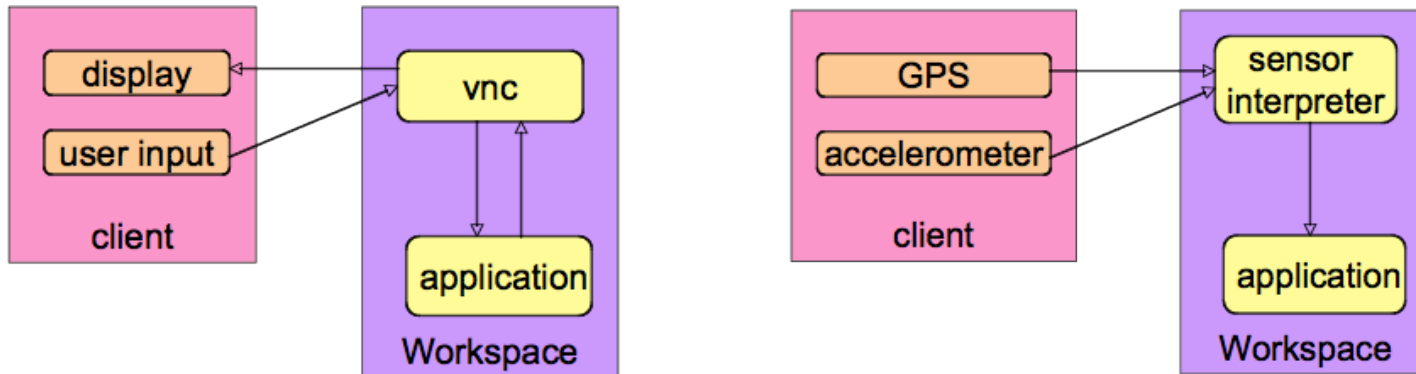 display
user input
client
vnc
application
Workspace
GPS
accelerometer
client
sensor
interpreter
application
Workspace